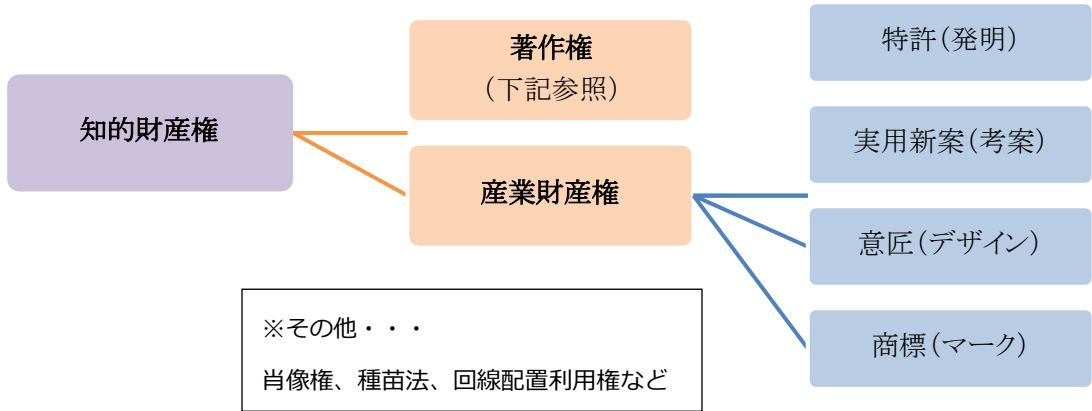 知的財産権
著作権
（下記参照）
産業財産権
特許（発明）
実用新案（考案）
意匠（デザイン）
商標（マーク）
※その他・・・
肖像権、種苗法、回線配置利用権など